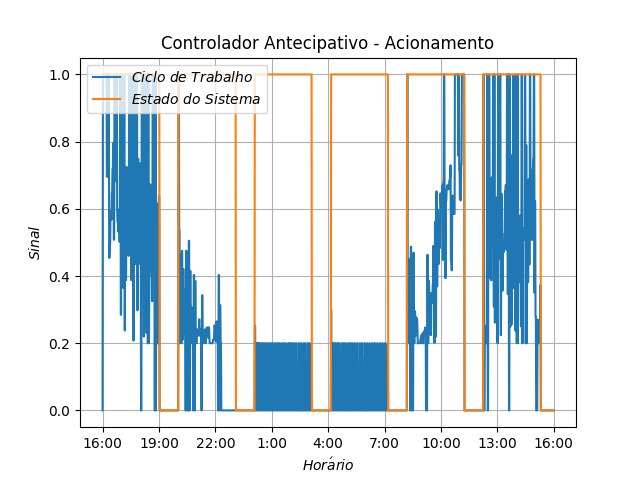 Controlador Antecipativo - Acionamento
Ciclo de Trabalho
Estado do Sistema
1.0
0.8
0.6
0.4
0.2
0.0
Sinal
16:00 19:00 22:00 1:00 4:00 7:00 10:00 13:00 16:00
Horário